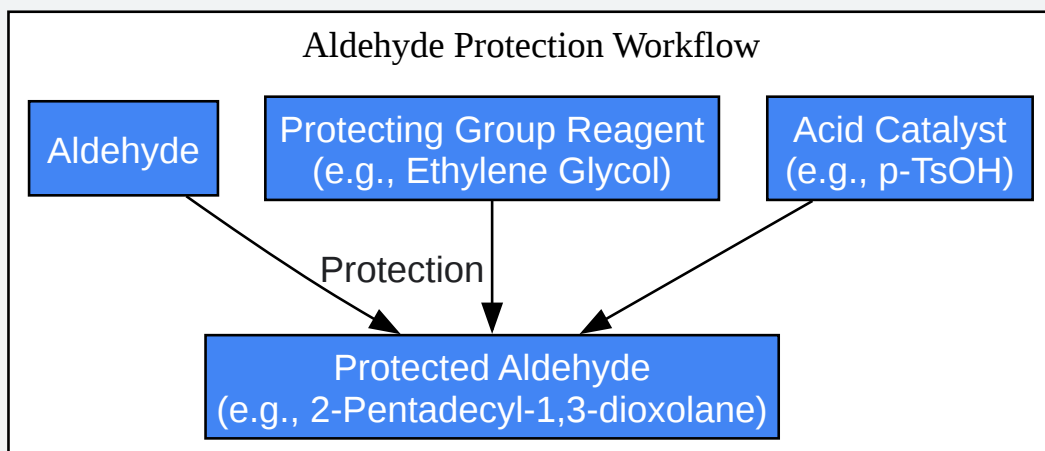 Aldehyde Protection Workflow
Aldehyde
Protecting Group Reagent
(e.g., Ethylene Glycol)
Acid Catalyst
(e.g., p-TsOH)
Protection
Protected Aldehyde
(e.g., 2-Pentadecyl-1,3-dioxolane)